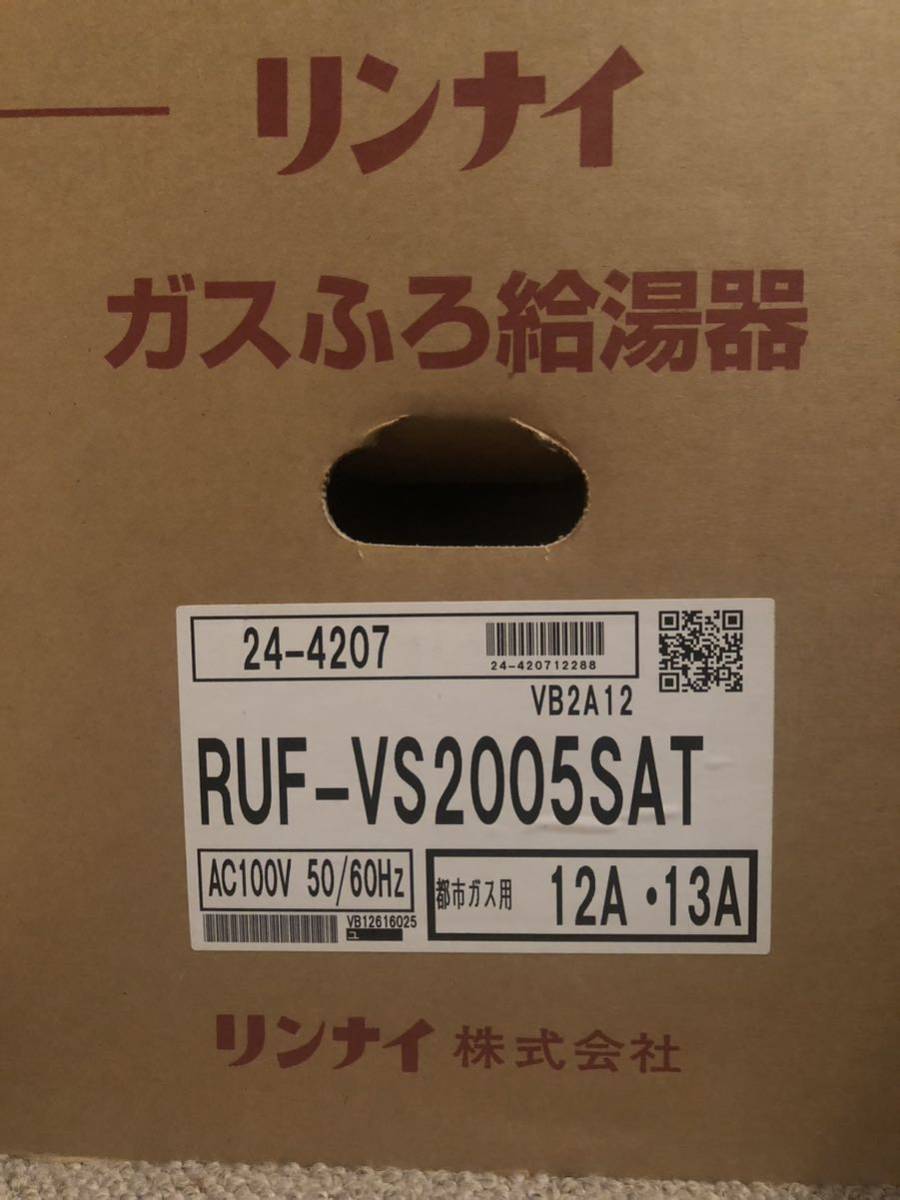 リンナイ
ガスふろ給湯器
24-4207
24-420712288
VB2A12
RUF-VS2005SAT
AC100V 50/60Hz
都市ガス用 12A・13A
VB12616025
ユ
リンナイ株式会社